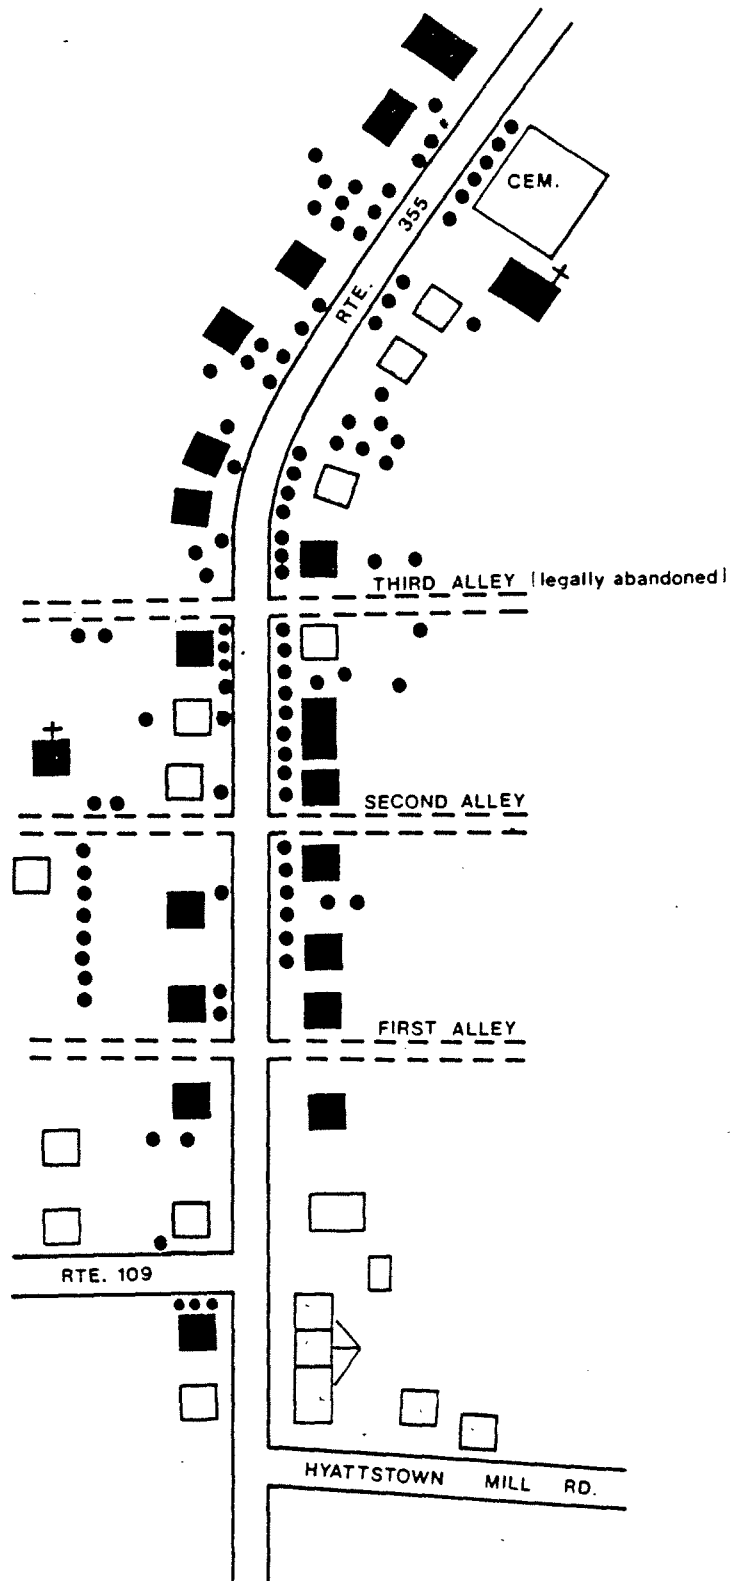 CEM.
RTE. 355
THIRD ALLEY (legally abandoned)
SECOND ALLEY
FIRST ALLEY
RTE. 109
HYATTSTOWN MILL RD.